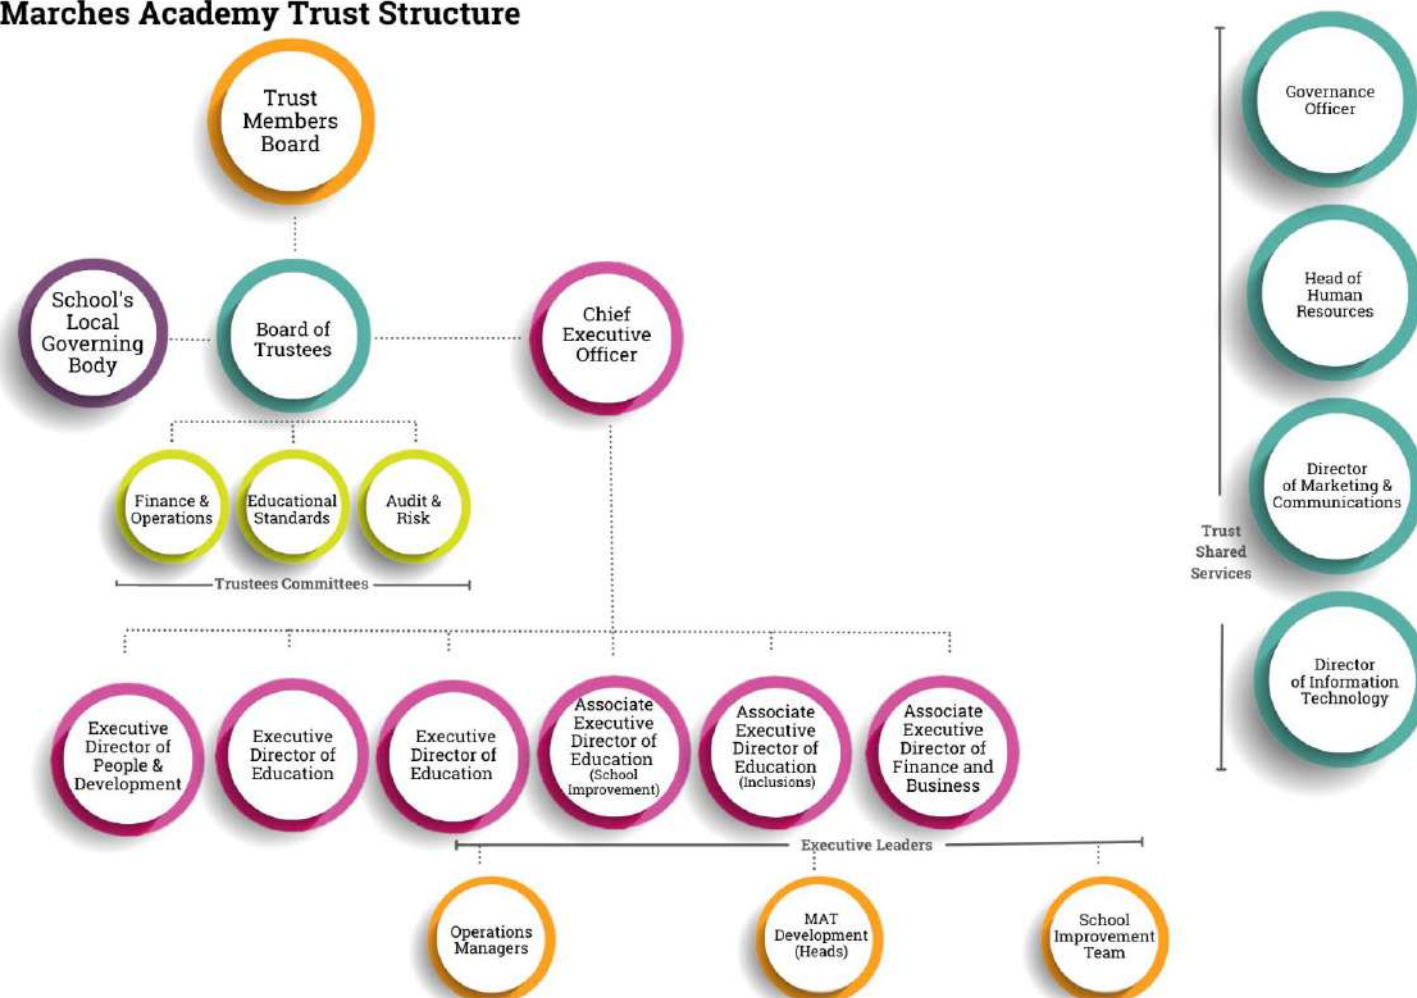 Marches Academy Trust Structure
Trust
Members
Board
School's
Local
Governing
Body
Board of
Trustees
Chief
Executive
Officer
Finance &
Operations
Educational
Standards
Audit &
Risk
Trustees Committees
Executive
Director of
People &
Development
Executive
Director of
Education
Executive
Director of
Education
Associate
Executive
Director of
Education
(School
Improvement)
Associate
Executive
Director of
Education
(Inclusions)
Associate
Executive
Director of
Finance and
Business
Executive Leaders
Operations
Managers
MAT
Development
(Heads)
School
Improvement
Team
Governance
Officer
Head of
Human
Resources
Director
of Marketing &
Communications
Trust
Shared
Services
Director
of Information
Technology